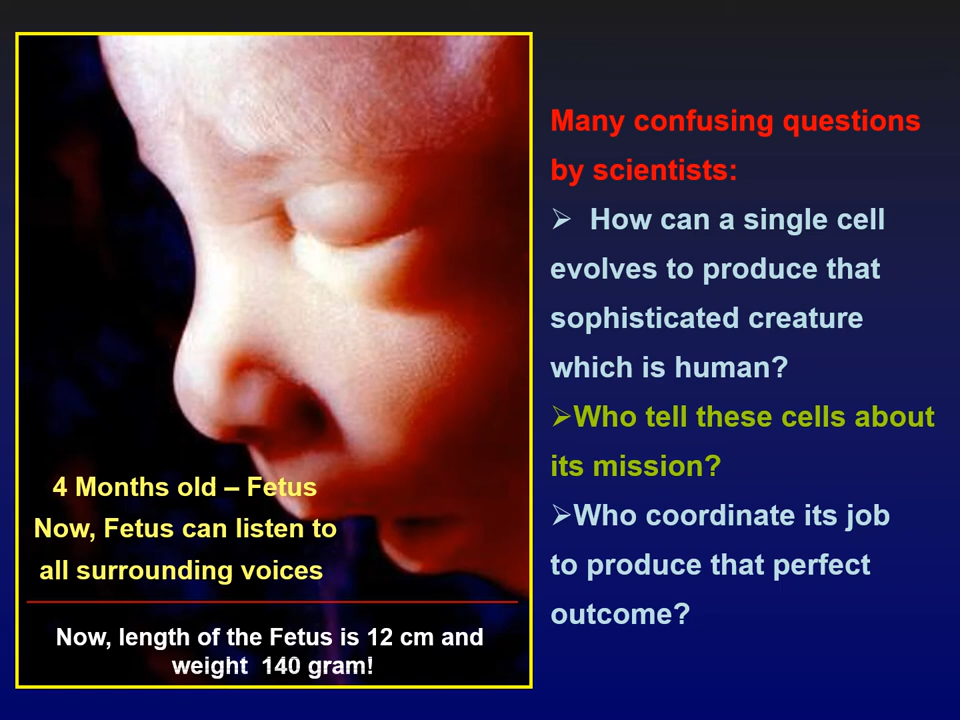 4 Months old – Fetus
Now, Fetus can listen to
all surrounding voices
Now, length of the Fetus is 12 cm and
weight 140 gram!
Many confusing questions
by scientists:
➢ How can a single cell
evolves to produce that
sophisticated creature
which is human?
➢Who tell these cells about
its mission?
➢Who coordinate its job
to produce that perfect
outcome?